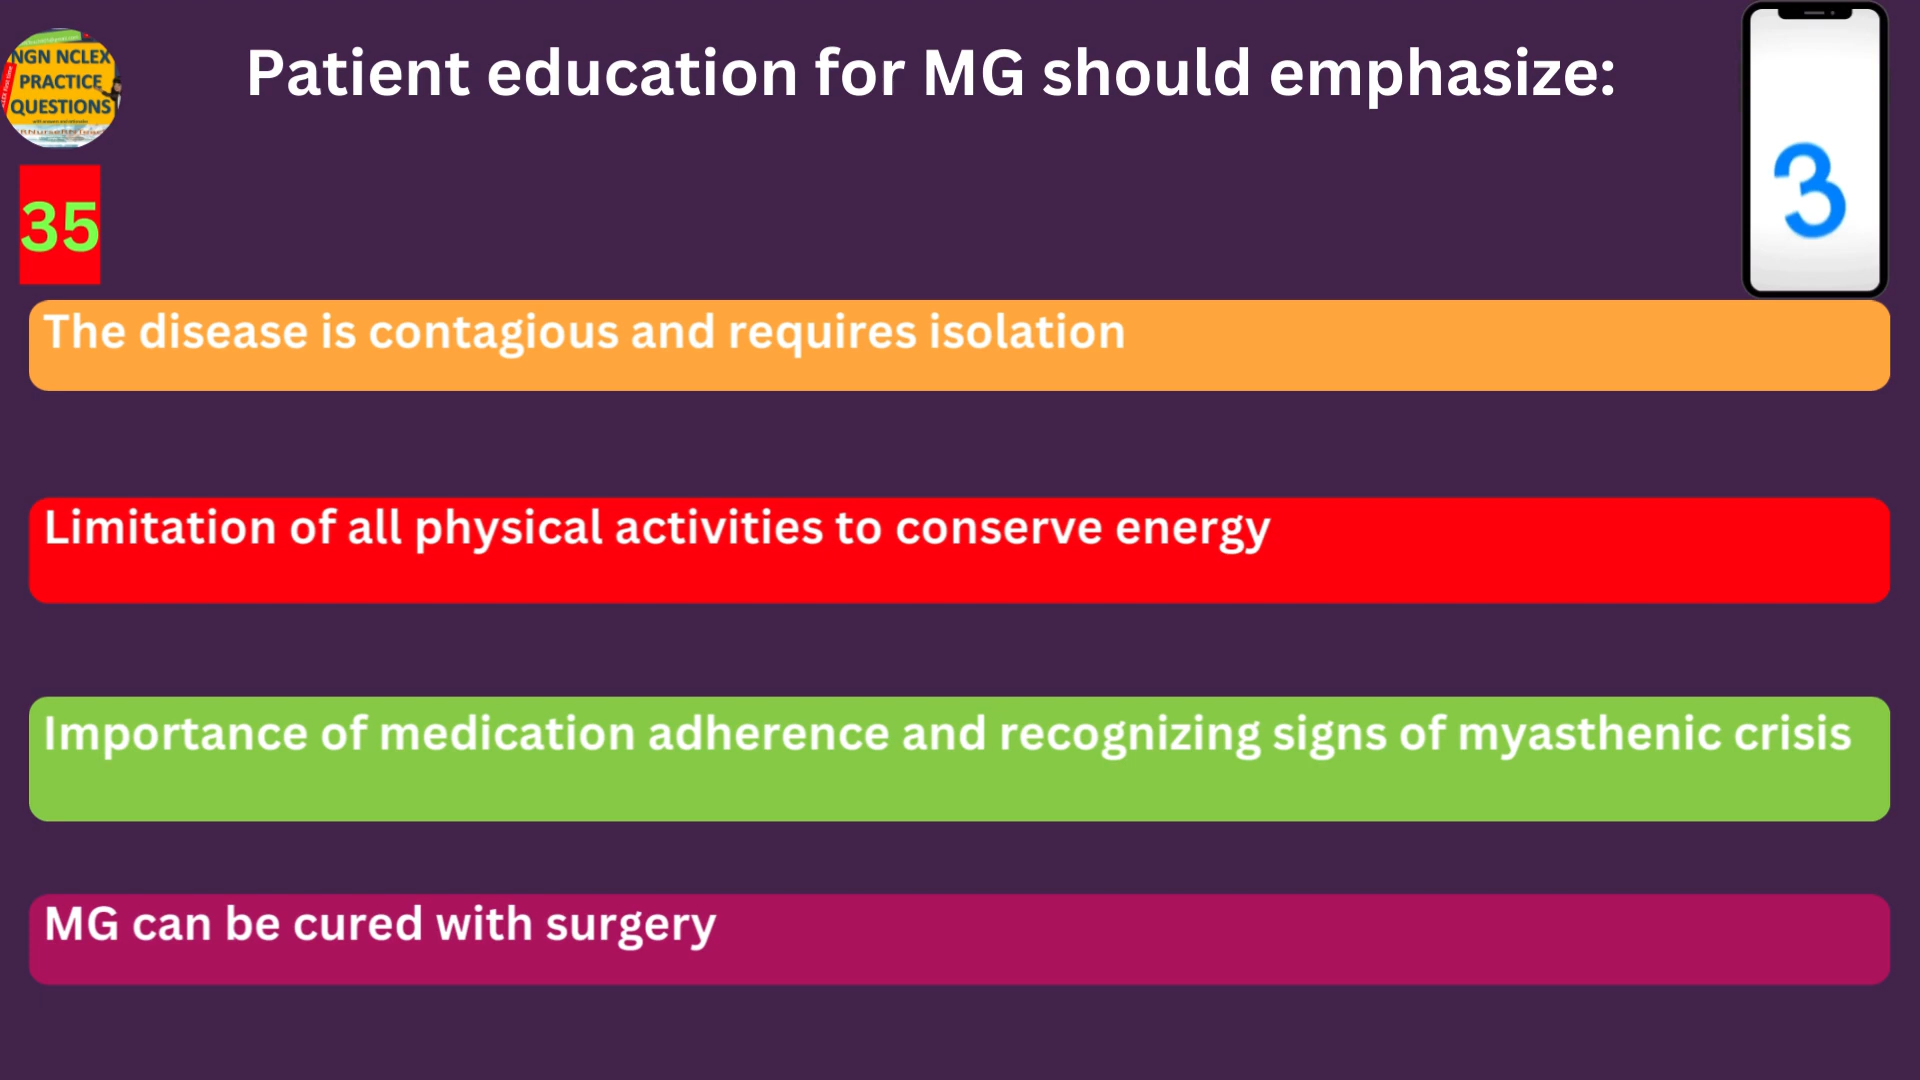 NGN NCLEX
PRACTICE
QUESTIONS
Patient education for MG should emphasize:
3
35
The disease is contagious and requires isolation
Limitation of all physical activities to conserve energy
Importance of medication adherence and recognizing signs of myasthenic crisis
MG can be cured with surgery